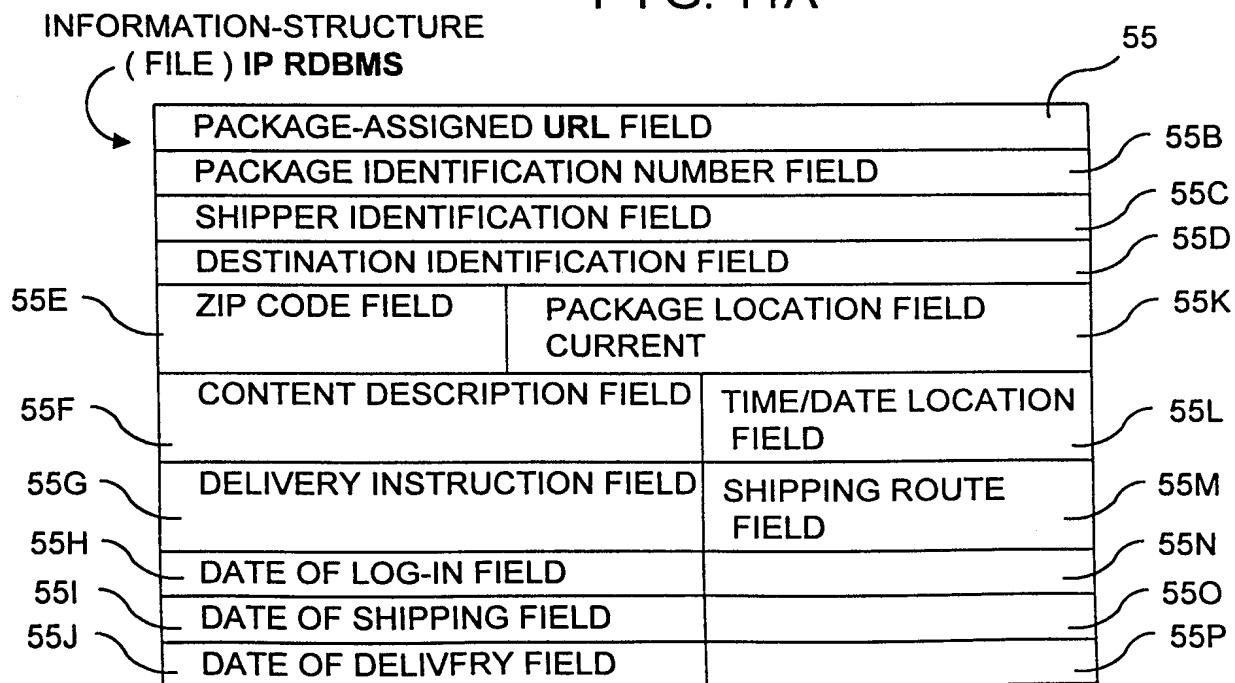 FIG. 11A
INFORMATION-STRUCTURE
( FILE ) IP RDBMS
55
PACKAGE-ASSIGNED URL FIELD
55B
PACKAGE IDENTIFICATION NUMBER FIELD
55C
SHIPPER IDENTIFICATION FIELD
55D
DESTINATION IDENTIFICATION FIELD
55E
ZIP CODE FIELD
PACKAGE LOCATION FIELD
CURRENT
55K
55F
CONTENT DESCRIPTION FIELD
TIME/DATE LOCATION
FIELD
55L
55G
DELIVERY INSTRUCTION FIELD
SHIPPING ROUTE
FIELD
55M
55H
DATE OF LOG-IN FIELD
55N
55I
DATE OF SHIPPING FIELD
55O
55J
DATE OF DELIVFRY FIELD
55P